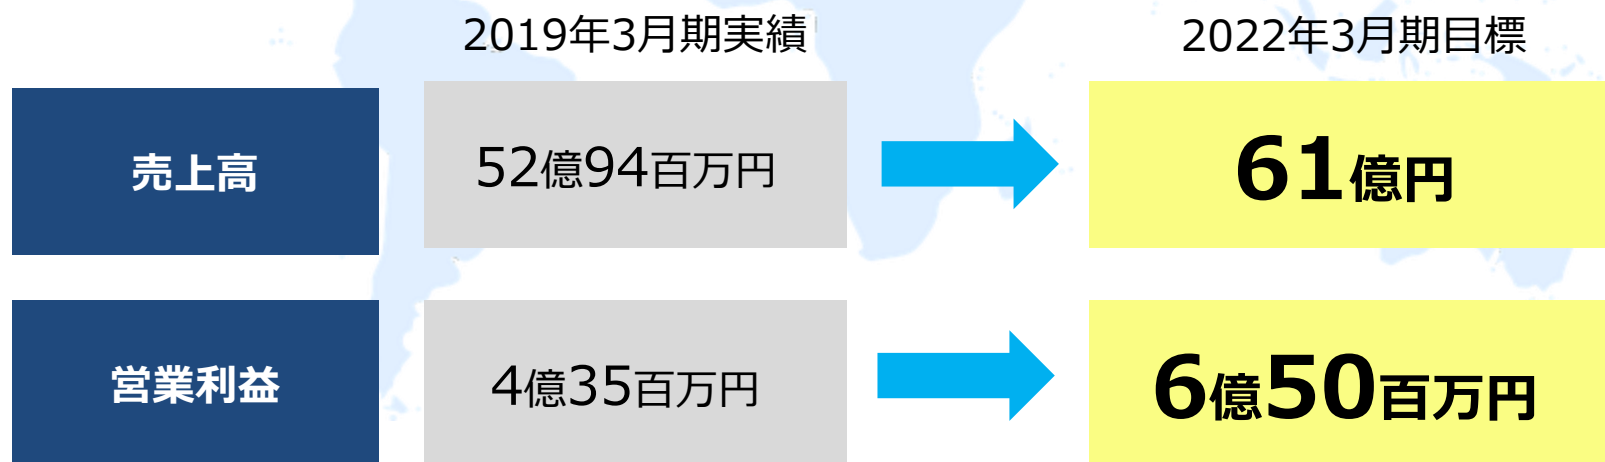 2019年3月期実績
2022年3月期目標
売上高
52億94百万円
61億円
営業利益
4億35百万円
6億50百万円